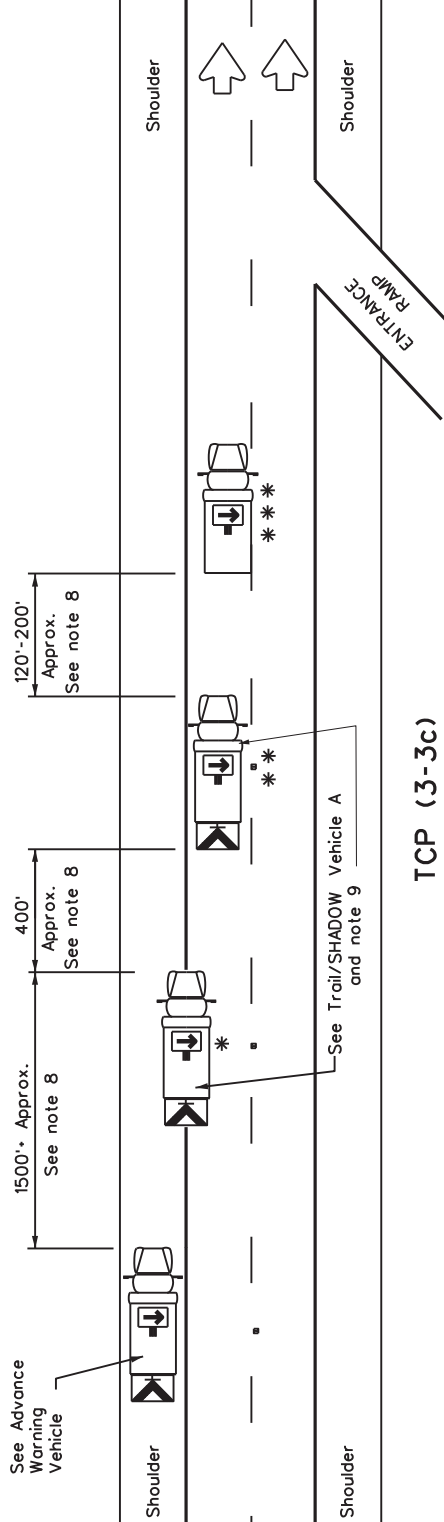 Shoulder
Shoulder
ENTRANCE
RAMP
***
120'-200'
Approx.
See note 8
**
400'
Approx.
See note 8
See Trail/SHADOW Vehicle A
and note 9
TCP (3-3c)
*
1500'+ Approx.
See note 8
See Advance
Warning
Vehicle
Shoulder
Shoulder